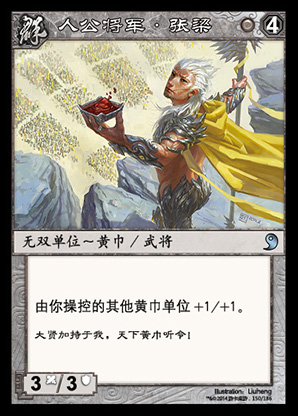 群 人公将军·张梁 4
无双单位～黄巾／武将
由你操控的其他黄巾单位+1/+1。
大贤加持于我，天下黄巾听令！
3 / 3
Illustration: Liuheng